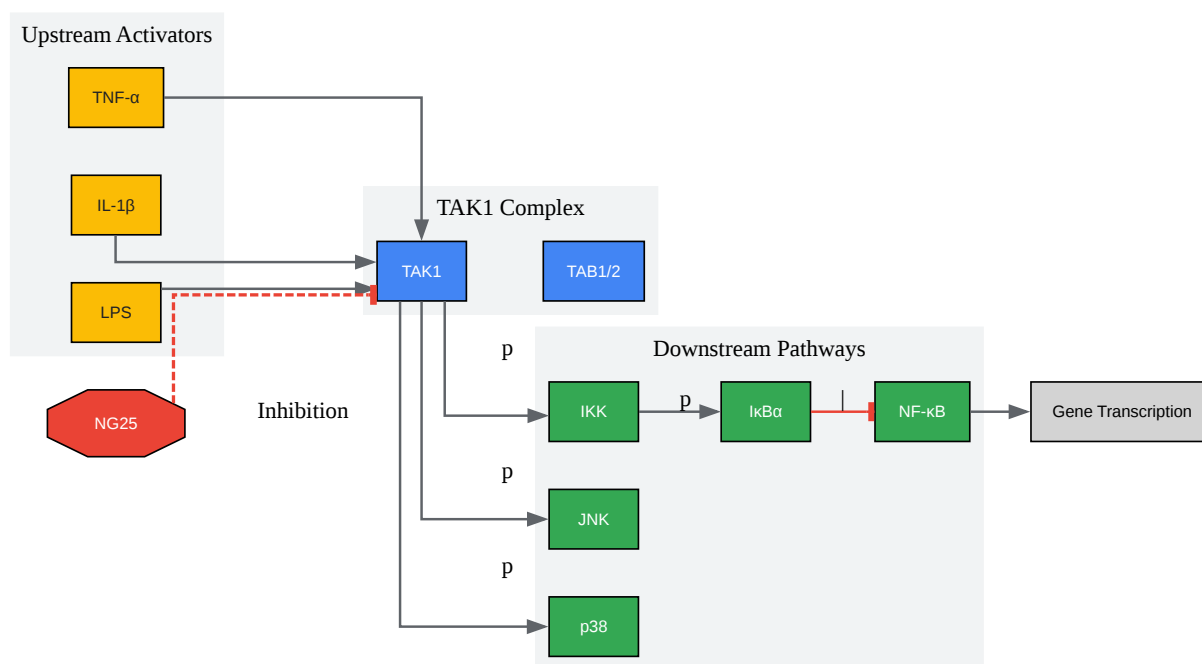 Upstream Activators
TNF-α
IL-1β
TAK1 Complex
TAK1
TAB1/2
LPS
p
Downstream Pathways
NG25
Inhibition
IKK
p
IκBα
|
NF-κB
Gene Transcription
p
JNK
p
p38